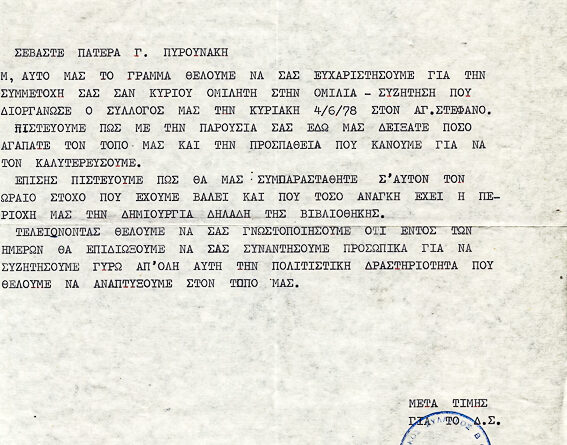 ΣΕΒΑΣΤΕ ΠΑΤΕΡΑ Γ. ΠΥΡΟΥΝΑΚΗ
Μ, ΑΥΤΟ ΜΑΣ ΤΟ ΓΡΑΜΜΑ ΘΕΛΟΥΜΕ ΝΑ ΣΑΣ ΕΥΧΑΡΙΣΤΗΣΟΥΜΕ ΓΙΑ ΤΗΝ
ΣΥΜΜΕΤΟΧΗ ΣΑΣ ΣΑΝ ΚΥΡΙΟΥ ΟΜΙΛΗΤΗ ΣΤΗΝ ΟΜΙΛΙΑ – ΣΥΖΗΤΗΣΗ ΠΟΥ
ΔΙΟΡΓΑΝΩΣΕ Ο ΣΥΛΛΟΓΟΣ ΜΑΣ ΤΗΝ ΚΥΡΙΑΚΗ 4/6/78 ΣΤΟΝ ΑΓ.ΣΤΕΦΑΝΟ.
ΠΙΣΤΕΥΟΥΜΕ ΠΩΣ ΜΕ ΤΗΝ ΠΑΡΟΥΣΙΑ ΣΑΣ ΕΔΩ ΜΑΣ ΔΕΙΞΑΤΕ ΠΟΣΟ
ΑΓΑΠΑΤΕ ΤΟΝ ΤΟΠΟ ΜΑΣ ΚΑΙ ΤΗΝ ΠΡΟΣΠΑΘΕΙΑ ΠΟΥ ΚΑΝΟΥΜΕ ΓΙΑ ΝΑ
ΤΟΝ ΚΑΛΥΤΕΡΕΥΣΟΥΜΕ.
ΕΠΙΣΗΣ ΠΙΣΤΕΥΟΥΜΕ ΠΩΣ ΘΑ ΜΑΣ ΣΥΜΠΑΡΑΣΤΑΘΗΤΕ Σ'ΑΥΤΟΝ ΤΟΝ
ΩΡΑΙΟ ΣΤΟΧΟ ΠΟΥ ΕΧΟΥΜΕ ΒΑΛΕΙ ΚΑΙ ΠΟΥ ΤΟΣΟ ΑΝΑΓΚΗ ΕΧΕΙ Η ΠΕ–
ΡΙΟΧΗ ΜΑΣ ΤΗΝ ΔΗΜΙΟΥΡΓΙΑ ΔΗΛΑΔΗ ΤΗΣ ΒΙΒΛΙΟΘΗΚΗΣ.
ΤΕΛΕΙΩΝΟΝΤΑΣ ΘΕΛΟΥΜΕ ΝΑ ΣΑΣ ΓΝΩΣΤΟΠΟΙΗΣΟΥΜΕ ΟΤΙ ΕΝΤΟΣ ΤΩΝ
ΗΜΕΡΩΝ ΘΑ ΕΠΙΔΙΩΞΟΥΜΕ ΝΑ ΣΑΣ ΣΥΝΑΝΤΗΣΟΥΜΕ ΠΡΟΣΩΠΙΚΑ ΓΙΑ ΝΑ
ΣΥΖΗΤΗΣΟΥΜΕ ΓΥΡΩ ΑΠ'ΟΛΗ ΑΥΤΗ ΤΗΝ ΠΟΛΙΤΙΣΤΙΚΗ ΔΡΑΣΤΗΡΙΟΤΗΤΑ ΠΟΥ
ΘΕΛΟΥΜΕ ΝΑ ΑΝΑΠΤΥΞΟΥΜΕ ΣΤΟΝ ΤΟΠΟ ΜΑΣ.
ΜΕΤΑ ΤΙΜΗΣ
ΓΙΑ ΤΟ Δ.Σ.